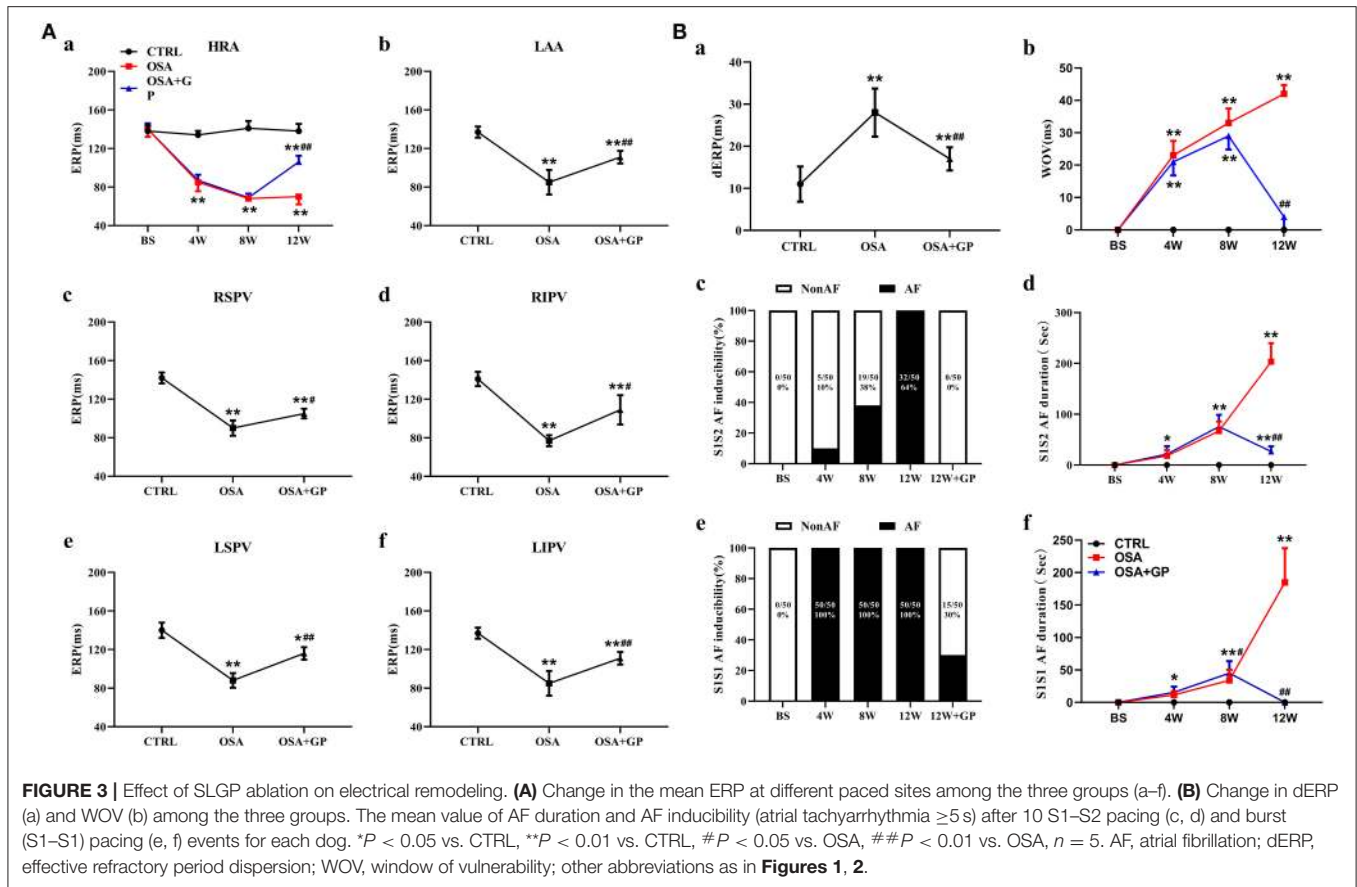 A
a
HRA
CTRL
OSA
OSA+G
P
ERP(ms)
200
160
120
80
40
**
**
**
**##
BS 4W 8W 12W
b
LAA
ERP(ms)
200
160
120
80
40
**
**##
CTRL OSA OSA+GP
c
RSPV
ERP(ms)
200
160
120
80
40
**
**#
CTRL OSA OSA+GP
d
RIPV
ERP(ms)
200
160
120
80
40
**
**#
CTRL OSA OSA+GP
e
LSPV
ERP(ms)
200
160
120
80
40
**
*##
CTRL OSA OSA+GP
f
LIPV
ERP(ms)
200
160
120
80
40
**
**##
CTRL OSA OSA+GP
B
a
dERP(ms)
40
30
20
10
0
**
**##
CTRL OSA OSA+GP
b
WOV(ms)
50
40
30
20
10
0
**
**
**
**
**
##
BS 4W 8W 12W
c
NonAF AF
S1S2 AF inducibility(%)
100
80
60
40
20
0
0/50 5/50 19/50 32/50 0/50
0% 10% 38% 64% 0%
BS 4W 8W 12W 12W+GP
d
S1S2 AF duration( Sec)
300
200
100
0
*
**
**
**##
BS 4W 8W 12W
e
NonAF AF
S1S1 AF inducibility(%)
100
80
60
40
20
0
0/50 50/50 50/50 50/50 15/50
0% 100% 100% 100% 30%
BS 4W 8W 12W 12W+GP
f
CTRL
OSA
OSA+GP
S1S1 AF duration( Sec)
250
200
150
100
50
0
*
**#
**
##
BS 4W 8W 12W
FIGURE 3 | Effect of SLGP ablation on electrical remodeling. (A) Change in the mean ERP at different paced sites among the three groups (a–f). (B) Change in dERP
(a) and WOV (b) among the three groups. The mean value of AF duration and AF inducibility (atrial tachyarrhythmia ≥5 s) after 10 S1–S2 pacing (c, d) and burst
(S1–S1) pacing (e, f) events for each dog. *P < 0.05 vs. CTRL, **P < 0.01 vs. CTRL, #P < 0.05 vs. OSA, ##P < 0.01 vs. OSA, n = 5. AF, atrial fibrillation; dERP,
effective refractory period dispersion; WOV, window of vulnerability; other abbreviations as in Figures 1, 2.